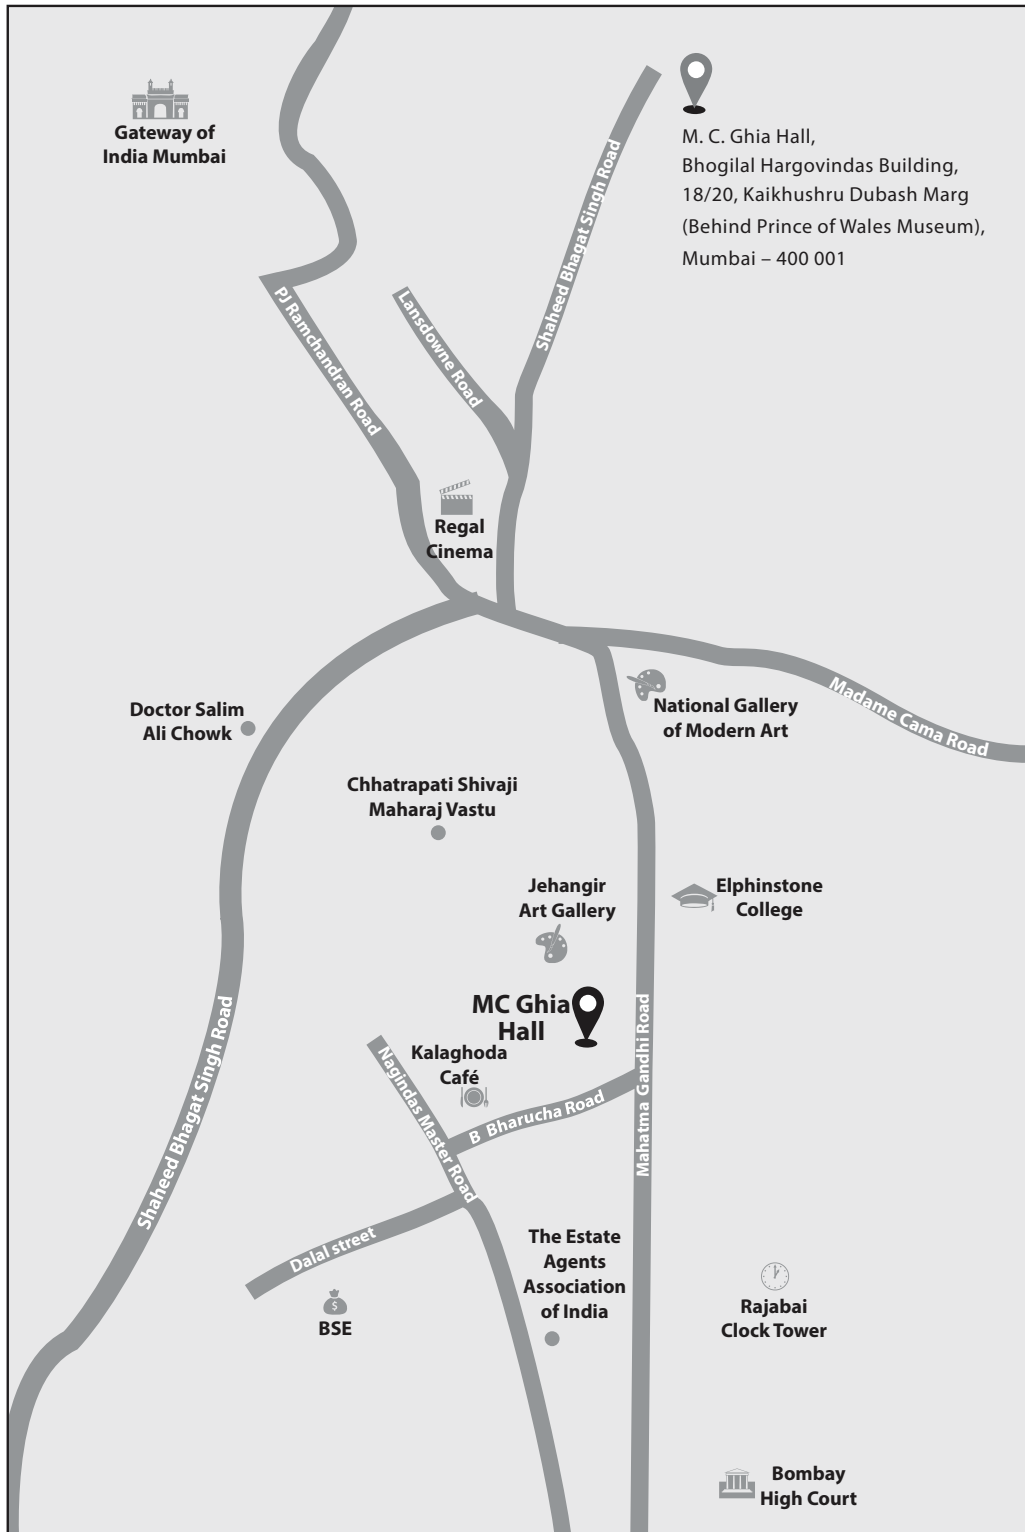 Gateway of
India Mumbai
M. C. Ghia Hall,
Bhogilal Hargovindas Building,
18/20, Kaikhushru Dubash Marg
(Behind Prince of Wales Museum),
Mumbai – 400 001
Shaheed Bhagat Singh Road
PJ Ramchandran Road
Lansdowne Road
Regal
Cinema
Madame Cama Road
National Gallery
of Modern Art
Doctor Salim
Ali Chowk
Chhatrapati Shivaji
Maharaj Vastu
Jehangir
Art Gallery
Elphinstone
College
MC Ghia
Hall
Kalaghoda
Café
Nagindas Master Road
B Bharucha Road
Mahatma Gandhi Road
Shaheed Bhagat Singh Road
Dalal street
$
BSE
The Estate
Agents
Association
of India
Rajabai
Clock Tower
Bombay
High Court